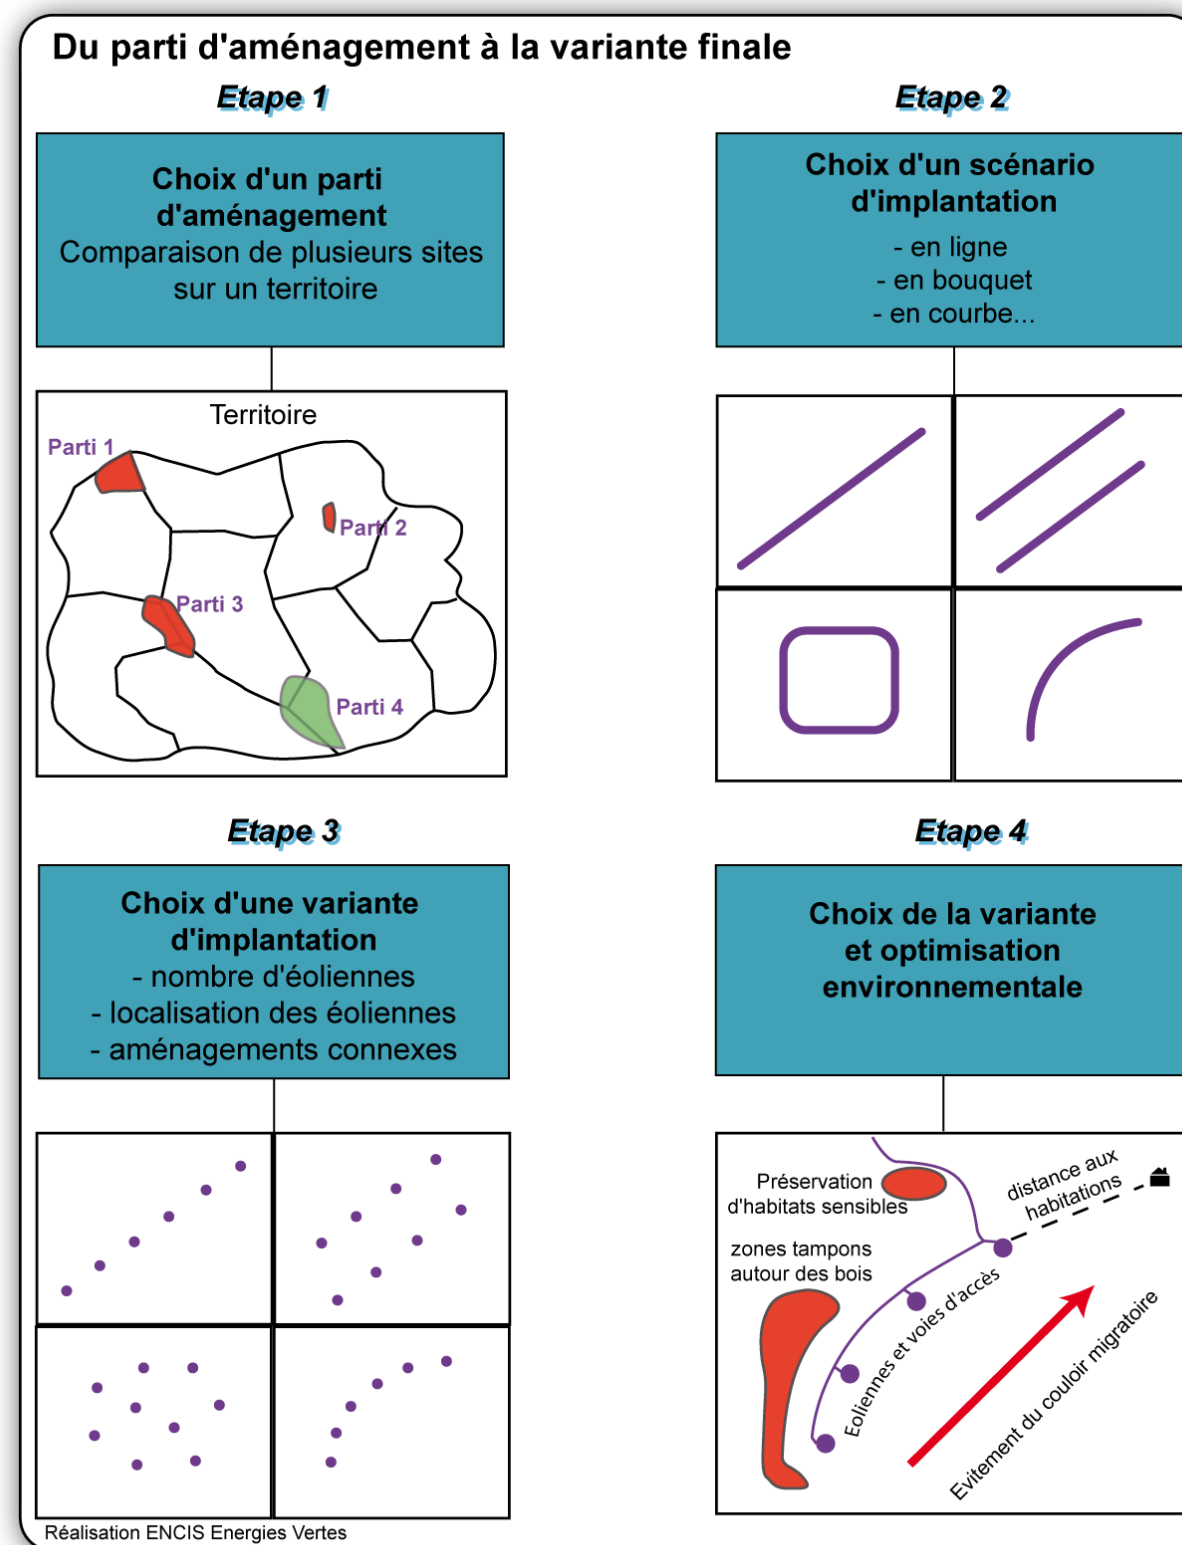 Du parti d'aménagement à la variante finale
Etape 1
Choix d'un parti
d'aménagement
Comparaison de plusieurs sites
sur un territoire
Territoire
Parti 1
Parti 2
Parti 3
Parti 4
Etape 2
Choix d'un scénario
d'implantation
- en ligne
- en bouquet
- en courbe...
Etape 3
Choix d'une variante
d'implantation
- nombre d'éoliennes
- localisation des éoliennes
- aménagements connexes
Etape 4
Choix de la variante
et optimisation
environnementale
Préservation
d'habitats sensibles
distance aux
habitations
zones tampons
autour des bois
Eoliennes et voies d'accès
Evitement du couloir migratoire
Réalisation ENCIS Energies Vertes